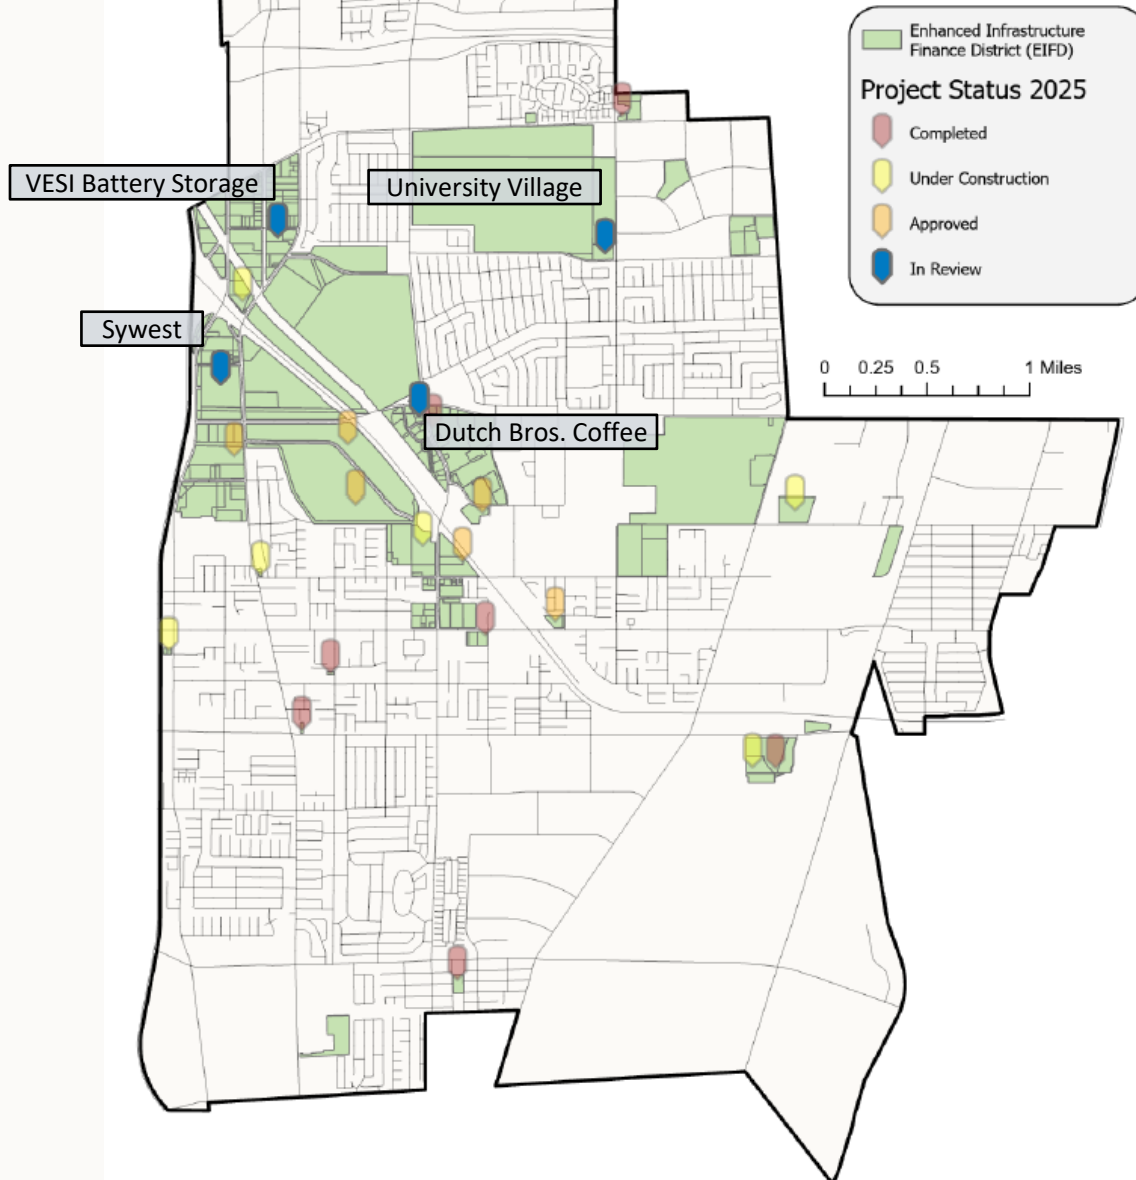 Enhanced Infrastructure
Finance District (EIFD)
Project Status 2025
Completed
Under Construction
Approved
In Review
VESI Battery Storage
University Village
Sywest
0 0.25 0.5 1 Miles
Dutch Bros. Coffee